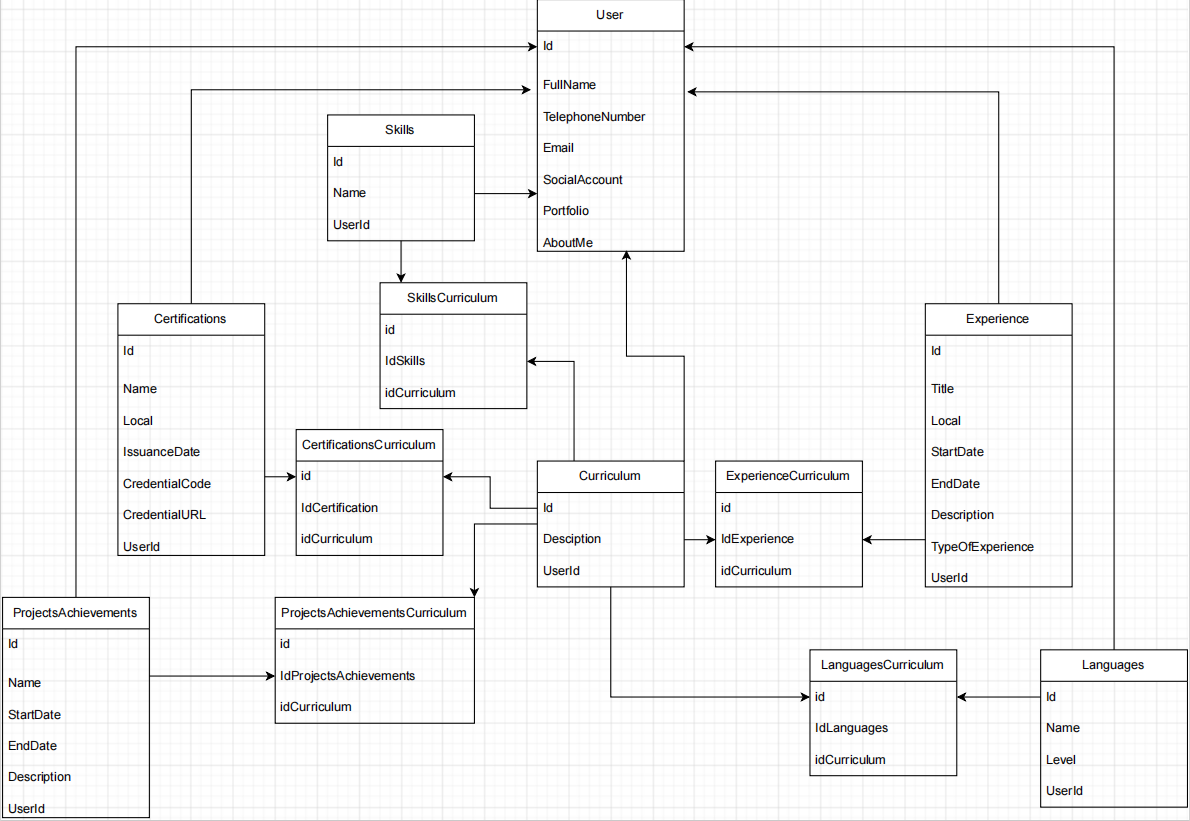 User
Id
FullName
TelephoneNumber
Email
SocialAccount
Portfolio
AboutMe
Skills
Id
Name
UserId
SkillsCurriculum
id
IdSkills
idCurriculum
Certifications
Id
Name
Local
IssuanceDate
CredentialCode
CredentialURL
UserId
Experience
Id
Title
Local
StartDate
EndDate
Description
TypeOfExperience
UserId
CertificationsCurriculum
id
IdCertification
idCurriculum
Curriculum
Id
Desciption
UserId
ExperienceCurriculum
id
IdExperience
idCurriculum
ProjectsAchievements
Id
Name
StartDate
EndDate
Description
UserId
ProjectsAchievementsCurriculum
id
IdProjectsAchievements
idCurriculum
LanguagesCurriculum
id
IdLanguages
idCurriculum
Languages
Id
Name
Level
UserId